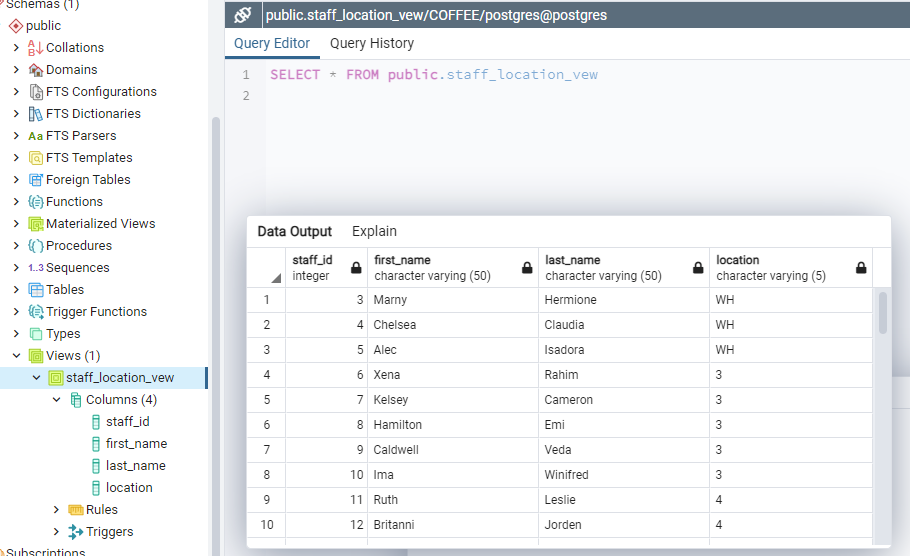 Schemas (1)
public
Collations
Domains
FTS Configurations
FTS Dictionaries
Aa FTS Parsers
FTS Templates
Foreign Tables
Functions
Materialized Views
Procedures
1..3 Sequences
Tables
Trigger Functions
Types
Views (1)
staff_location_vew
Columns (4)
staff_id
first_name
last_name
location
Rules
Triggers
Subscriptions
public.staff_location_vew/COFFEE/postgres@postgres
Query Editor Query History
1 SELECT * FROM public.staff_location_vew
2
Data Output Explain
staff_id first_name last_name location
integer character varying (50) character varying (50) character varying (5)
1 3 Marny Hermione WH
2 4 Chelsea Claudia WH
3 5 Alec Isadora WH
4 6 Xena Rahim 3
5 7 Kelsey Cameron 3
6 8 Hamilton Emi 3
7 9 Caldwell Veda 3
8 10 Ima Winifred 3
9 11 Ruth Leslie 4
10 12 Britanni Jorden 4